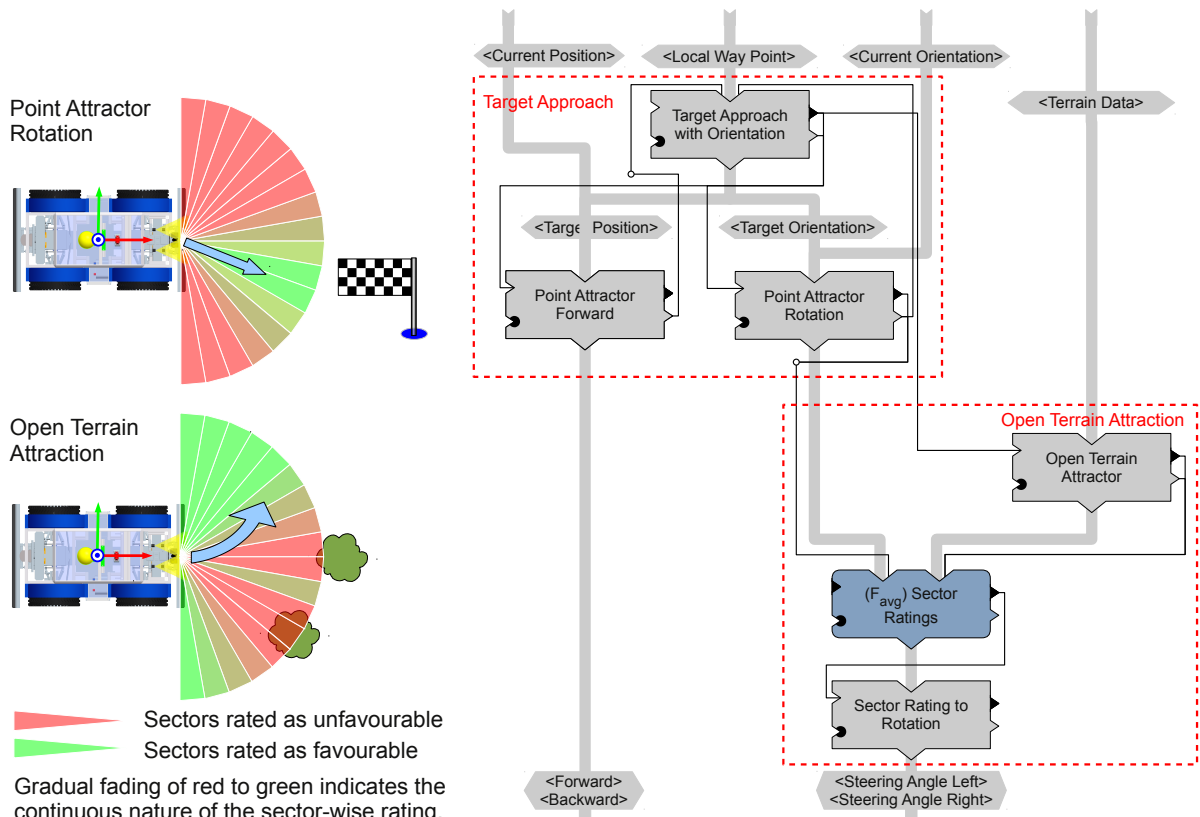 Point Attractor
Rotation
Open Terrain
Attraction
Sectors rated as unfavourable
Sectors rated as favourable
Gradual fading of red to green indicates the
continuous nature of the sector-wise rating.
<Current Position>
<Local Way Point>
<Current Orientation>
<Terrain Data>
Target Approach
Target Approach
with Orientation
<Target Position>
<Target Orientation>
Point Attractor
Forward
Point Attractor
Rotation
Open Terrain Attraction
Open Terrain
Attractor
(F_avg) Sector
Ratings
Sector Rating to
Rotation
<Forward>
<Backward>
<Steering Angle Left>
<Steering Angle Right>